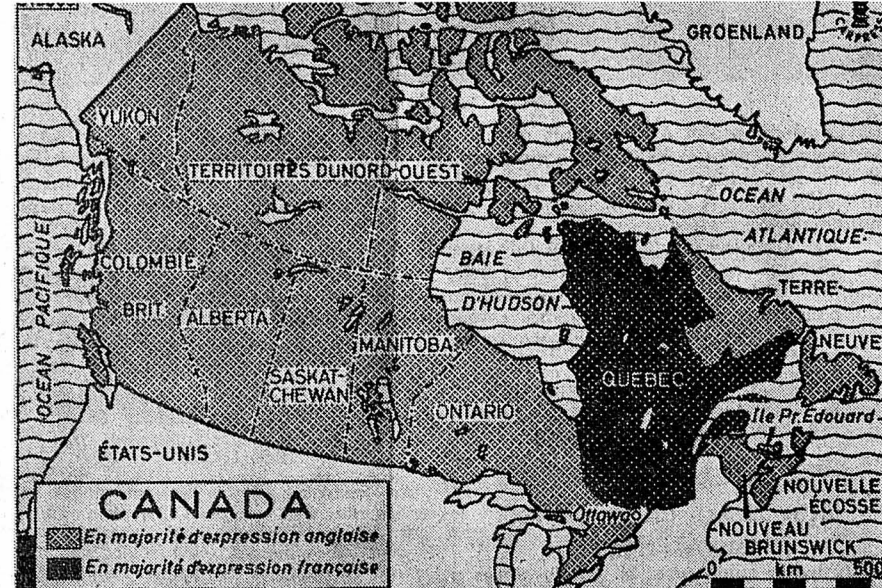 ALASKA
GROENLAND
YUKON
TERRITOIRES DU NORD-OUEST
OCEAN
ATLANTIQUE
OCEAN PACIFIQUE
COLOMBIE
BRIT.
BAIE
D'HUDSON
TERRE
NEUVE
ALBERTA
MANITOBA
SASKAT-
CHEWAN
QUEBEC
ONTARIO
Ile Pr. Edouard
ÉTATS-UNIS
NOUVELLE
ÉCOSSE
Ottawa
NOUVEAU
BRUNSWICK
CANADA
En majorité d'expression anglaise
En majorité d'expression française
0 km 500